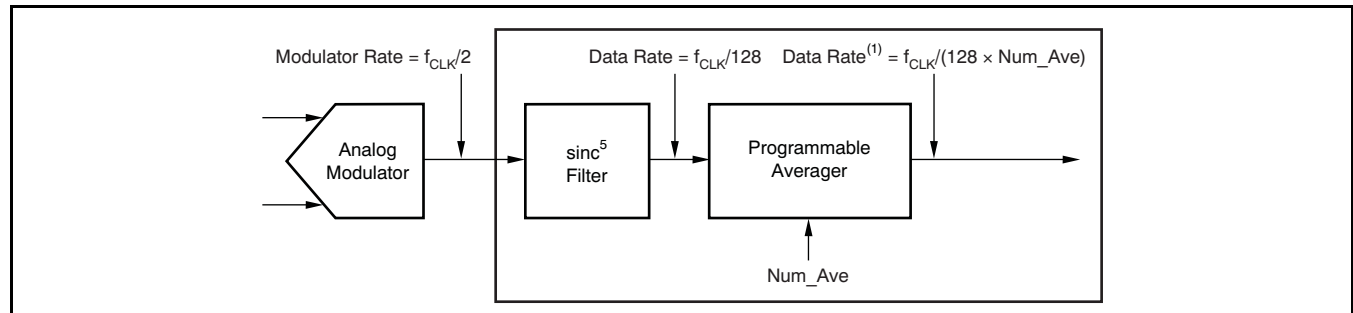 Modulator Rate = fCLK/2
Data Rate = fCLK/128
Data Rate(1) = fCLK/(128 × Num_Ave)
Analog
Modulator
sinc5
Filter
Programmable
Averager
Num_Ave